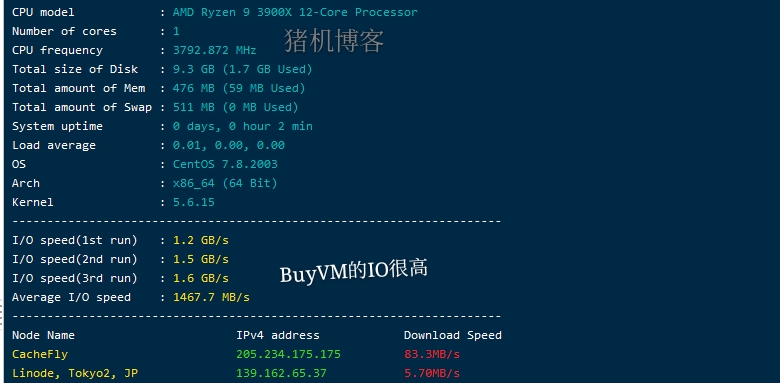 CPU model : AMD Ryzen 9 3900X 12-Core Processor
Number of cores : 1
猪机博客
CPU frequency : 3792.872 MHz
Total size of Disk : 9.3 GB (1.7 GB Used)
Total amount of Mem : 476 MB (59 MB Used)
Total amount of Swap : 511 MB (0 MB Used)
System uptime : 0 days, 0 hour 2 min
Load average : 0.01, 0.00, 0.00
OS : CentOS 7.8.2003
Arch : x86_64 (64 Bit)
Kernel : 5.6.15
----------------------------------------------------------------------
I/O speed(1st run) : 1.2 GB/s
I/O speed(2nd run) : 1.5 GB/s
BuyVM的IO很高
I/O speed(3rd run) : 1.6 GB/s
Average I/O speed : 1467.7 MB/s
----------------------------------------------------------------------
Node Name IPv4 address Download Speed
CacheFly 205.234.175.175 83.3MB/s
Linode, Tokyo2, JP 139.162.65.37 5.70MB/s